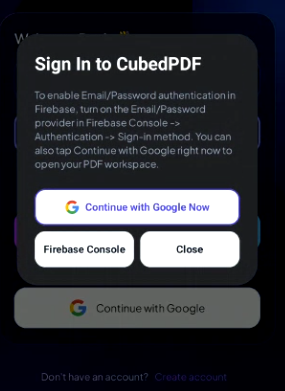 Sign In to CubedPDF
To enable Email/Password authentication in
Firebase, turn on the Email/Password
provider in Firebase Console ->
Authentication -> Sign-in method. You can
also tap Continue with Google right now to
open your PDF workspace.
Continue with Google Now
Firebase Console
Close
Continue with Google
Don't have an account? Create account